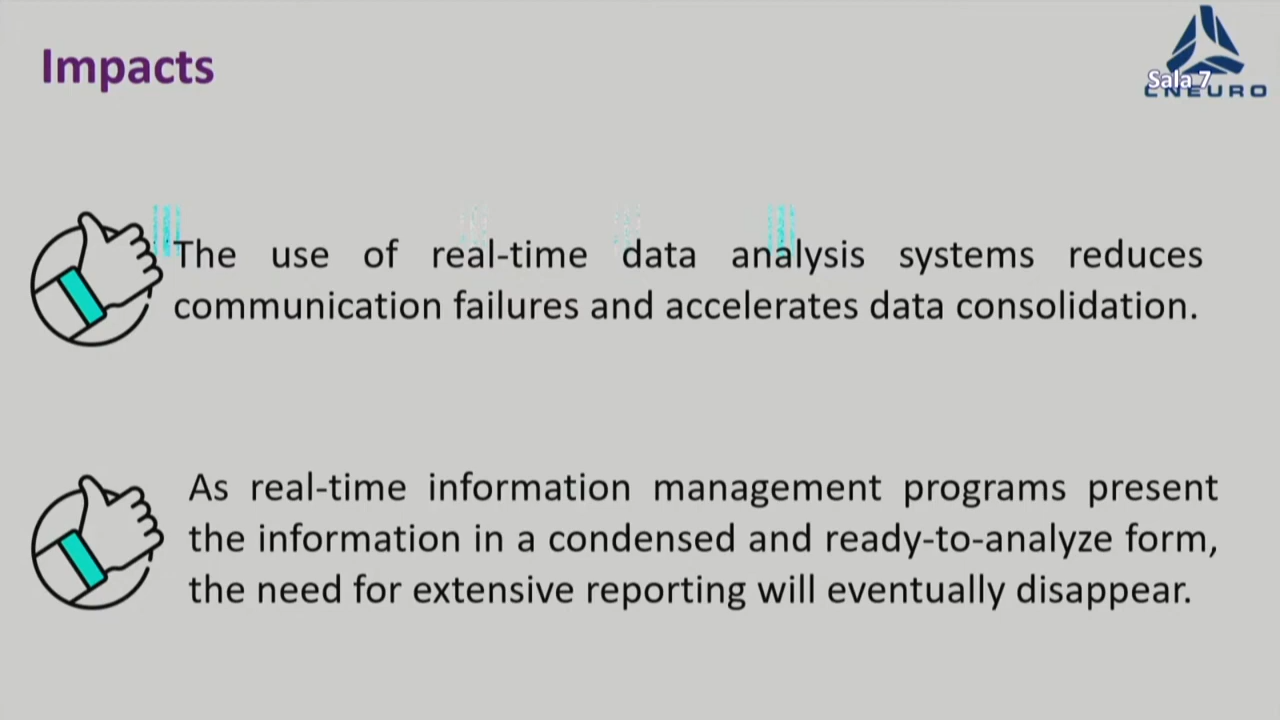 Impacts
Sala 7
CNEURO
The use of real-time data analysis systems reduces
communication failures and accelerates data consolidation.
As real-time information management programs present
the information in a condensed and ready-to-analyze form,
the need for extensive reporting will eventually disappear.